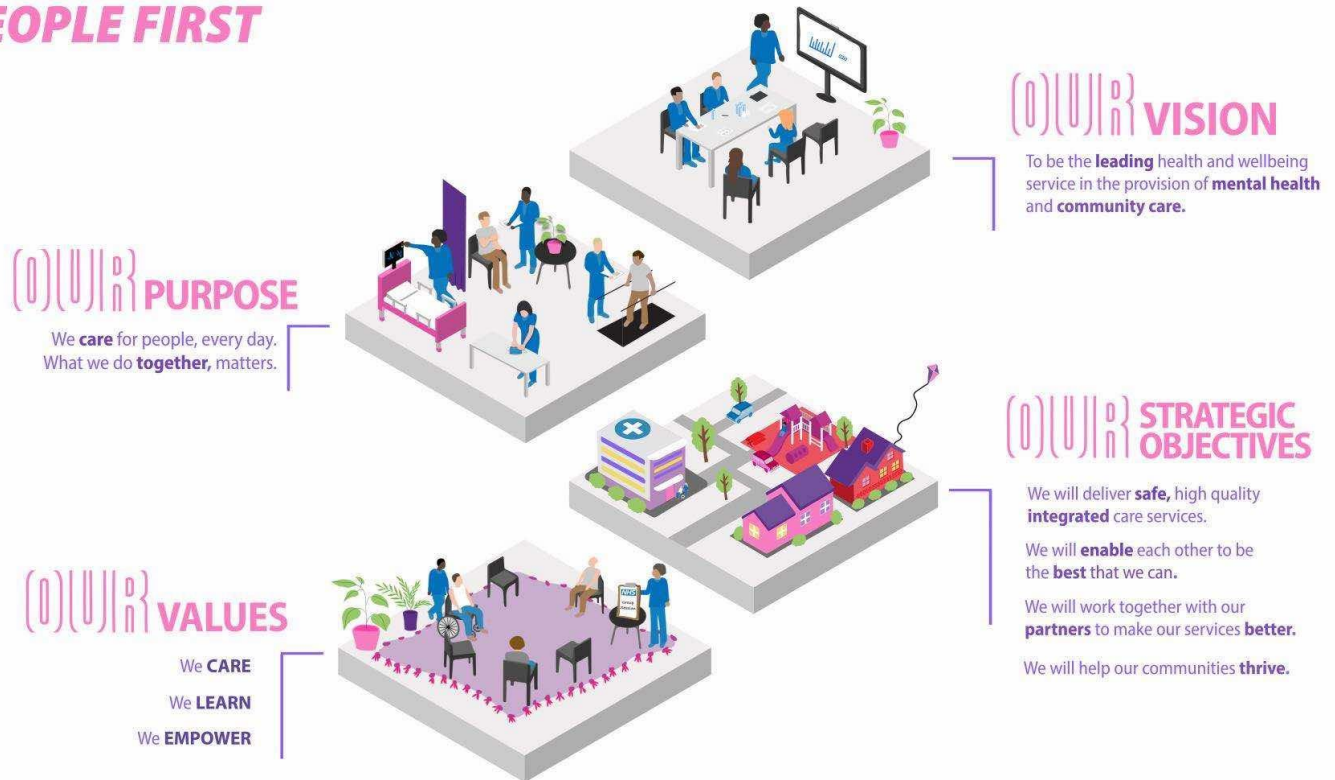 EOPLE FIRST
OUR VISION
To be the leading health and wellbeing
service in the provision of mental health
and community care.
OUR PURPOSE
We care for people, every day.
What we do together, matters.
OUR STRATEGIC
OBJECTIVES
We will deliver safe, high quality
integrated care services.
We will enable each other to be
the best that we can.
We will work together with our
partners to make our services better.
We will help our communities thrive.
OUR VALUES
We CARE
We LEARN
We EMPOWER
NHS